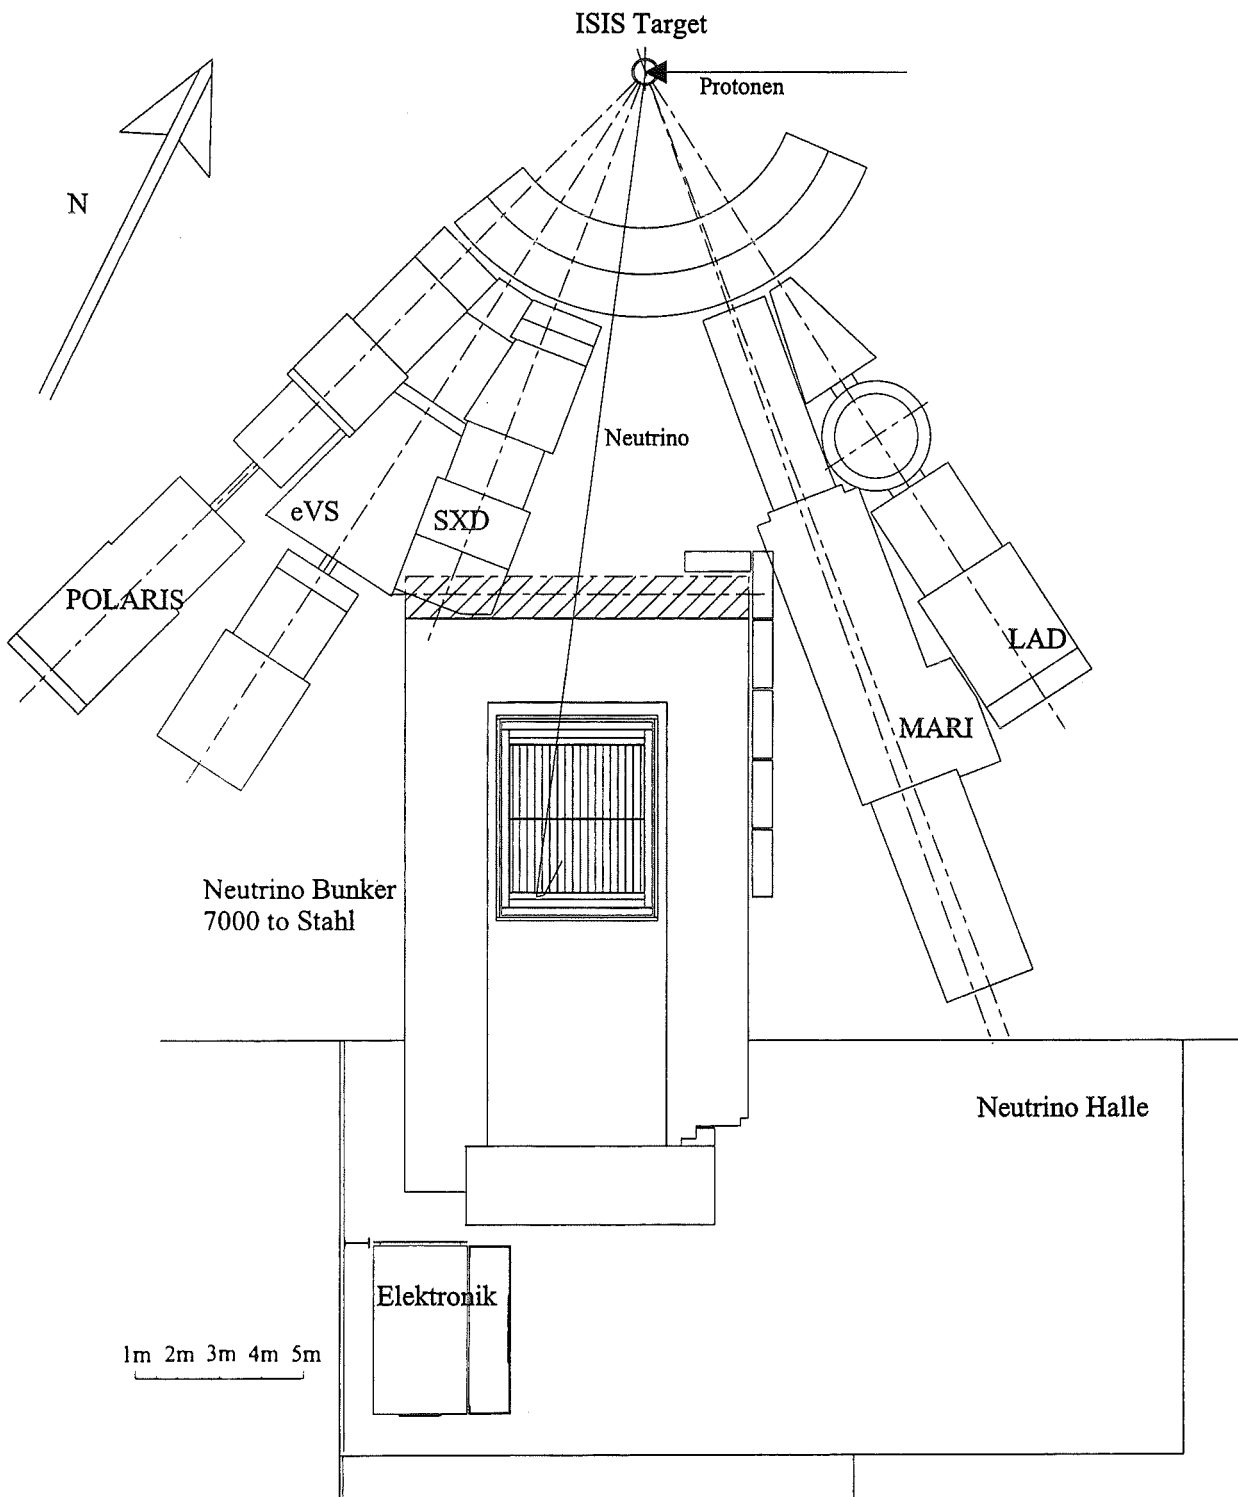 ISIS Target
Protonen
N
Neutrino
eVS
SXD
POLARIS
LAD
MARI
Neutrino Bunker
7000 to Stahl
Neutrino Halle
Elektronik
1m 2m 3m 4m 5m